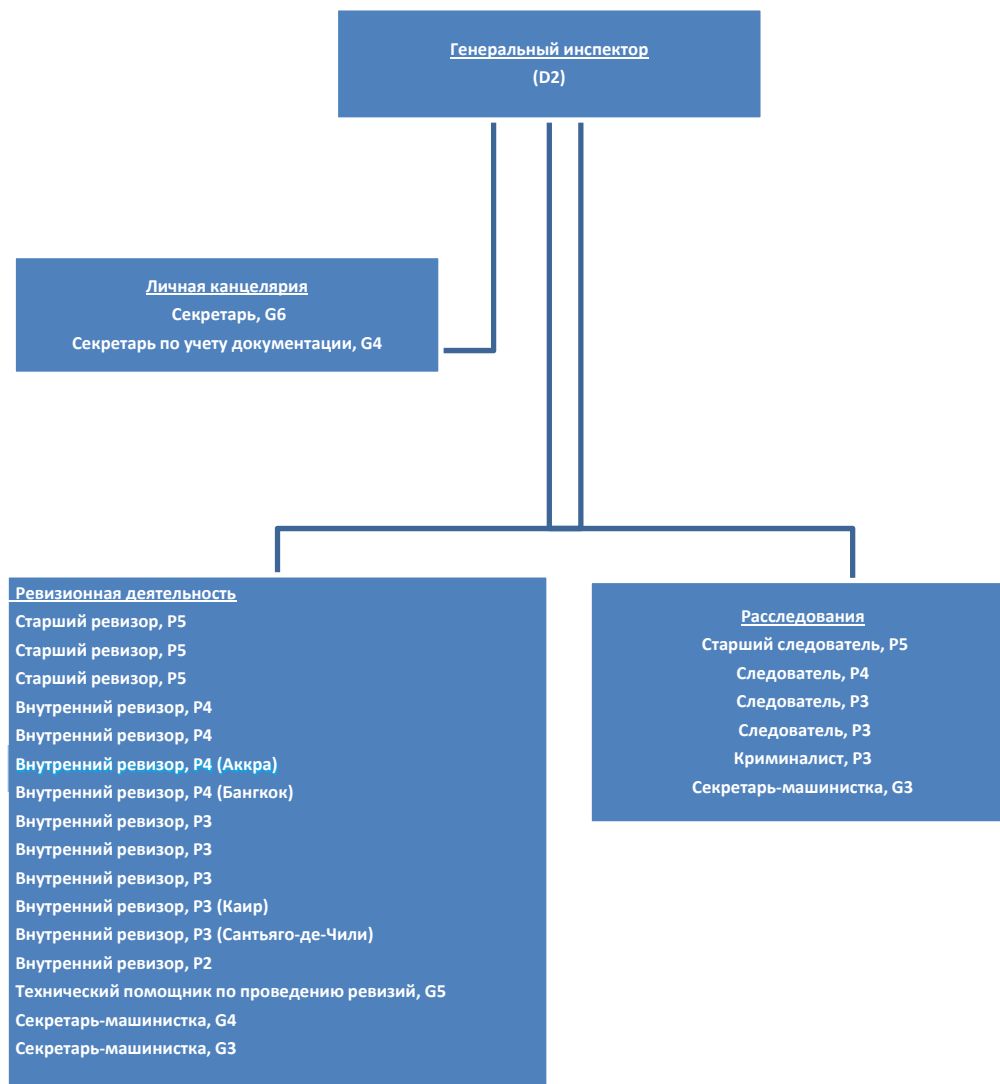 Генеральный инспектор
(D2)
Личная канцелярия
Секретарь, G6
Секретарь по учету документации, G4
Ревизионная деятельность
Старший ревизор, P5
Старший ревизор, P5
Старший ревизор, P5
Внутренний ревизор, P4
Внутренний ревизор, P4
Внутренний ревизор, P4 (Аккра)
Внутренний ревизор, P4 (Бангкок)
Внутренний ревизор, P3
Внутренний ревизор, P3
Внутренний ревизор, P3
Внутренний ревизор, P3 (Каир)
Внутренний ревизор, P3 (Сантьяго-де-Чили)
Внутренний ревизор, P2
Технический помощник по проведению ревизий, G5
Секретарь-машинистка, G4
Секретарь-машинистка, G3
Расследования
Старший следователь, P5
Следователь, P4
Следователь, P3
Следователь, P3
Криминалист, P3
Секретарь-машинистка, G3